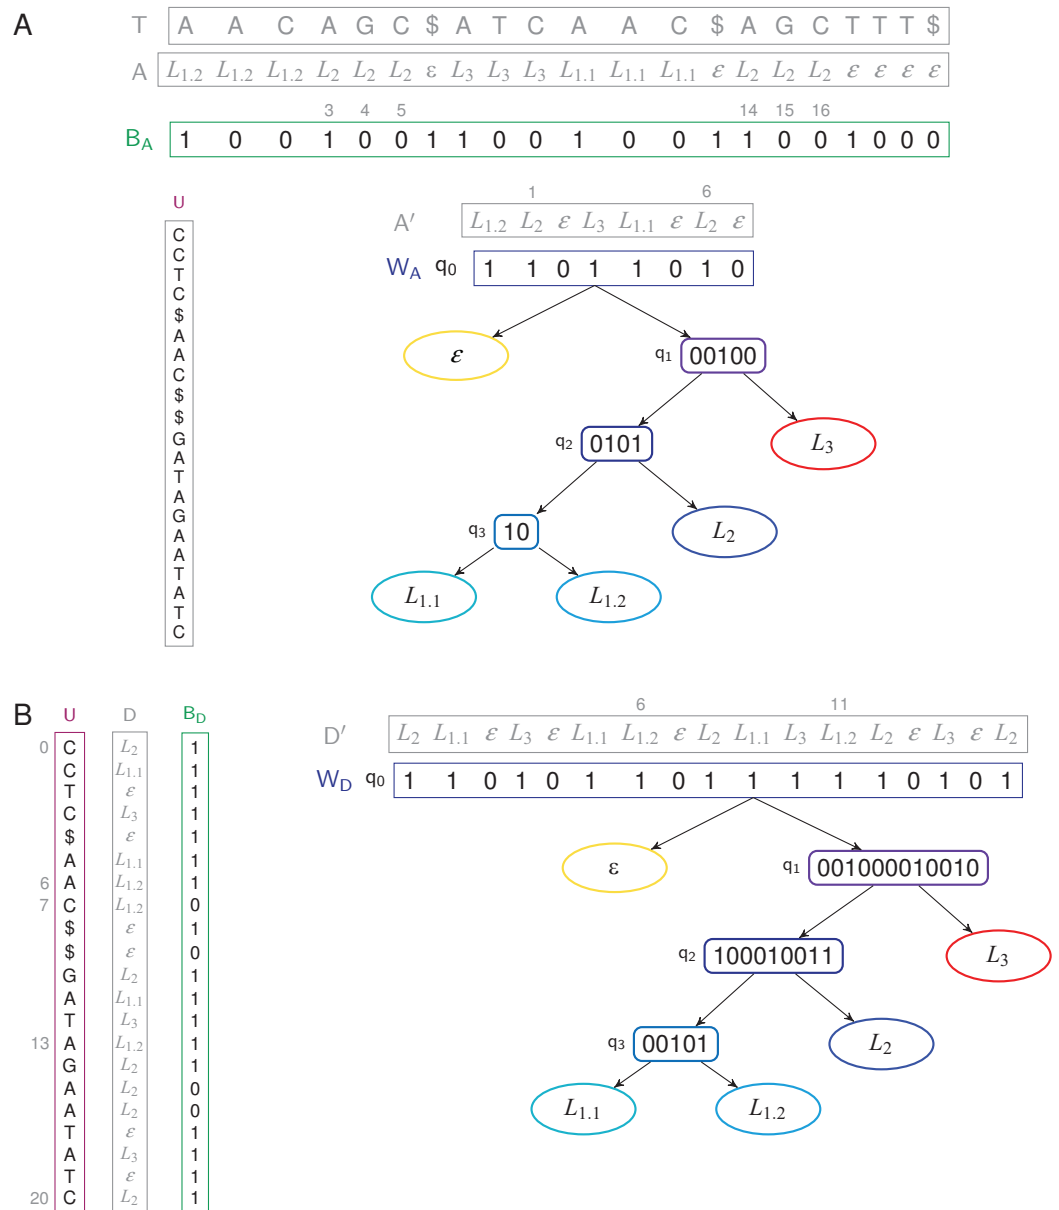 A
T A A C A G C $ A T C A A C $ A G C T T T $
A L1.2 L1.2 L1.2 L2 L2 L2 ε L3 L3 L3 L1.1 L1.1 L1.1 ε L2 L2 L2 ε ε ε ε
3 4 5 14 15 16
BA 1 0 0 1 0 0 1 1 0 0 1 0 0 1 1 0 0 1 0 0 0
U
C
C
T
C
$
A
A
C
$
$
G
A
T
A
G
A
A
T
A
T
C
1 6
A′ L1.2 L2 ε L3 L1.1 ε L2 ε
WA q0 1 1 0 1 1 0 1 0
ε q1 00100
q2 0101 L3
q3 10 L2
L1.1 L1.2
B
U D BD
0 C L2 1
C L1.1 1
T ε 1
C L3 1
$ ε 1
A L1.1 1
6 A L1.2 1
7 C L1.2 0
$ ε 1
$ ε 0
G L2 1
A L1.1 1
T L3 1
13 A L1.2 1
G L2 1
A L2 0
A L2 0
T ε 1
A L3 1
T ε 1
20 C L2 1
6 11
D′ L2 L1.1 ε L3 ε L1.1 L1.2 ε L2 L1.1 L3 L1.2 L2 ε L3 ε L2
WD q0 1 1 0 1 0 1 1 0 1 1 1 1 1 0 1 0 1
ε q1 001000010010
q2 100010011 L3
q3 00101 L2
L1.1 L1.2